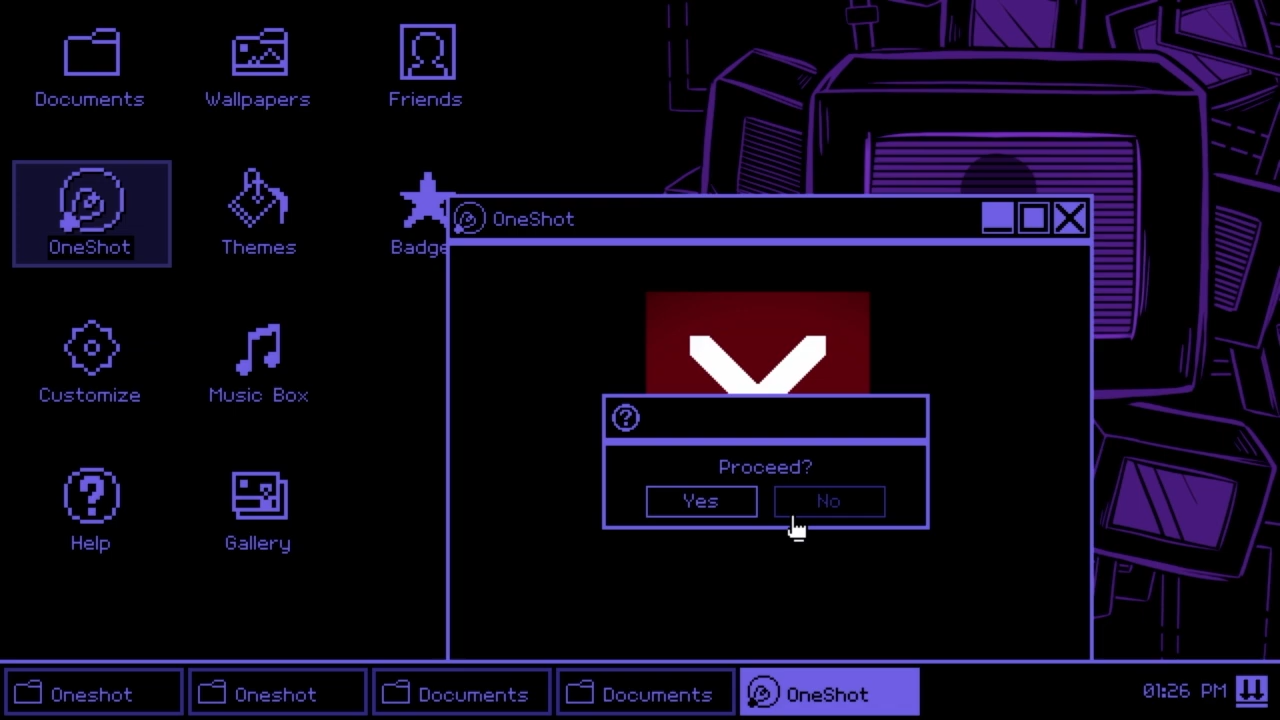 Documents
Wallpapers
Friends
OneShot
Themes
Badge
OneShot
Customize
Music Box
Proceed?
Yes
No
Help
Gallery
Oneshot
Oneshot
Documents
Documents
OneShot
01:26 PM